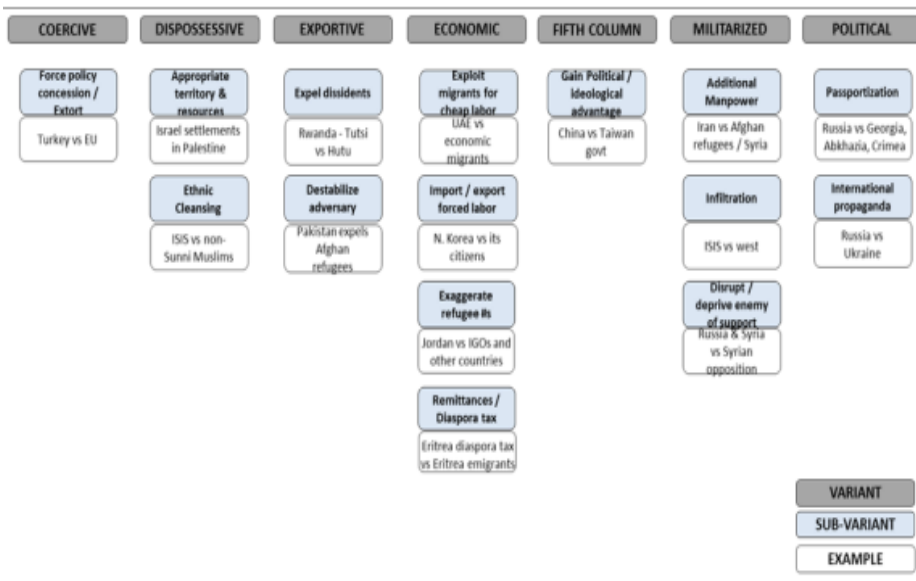 COERCIVE
DISPOSSESSIVE
EXPORTIVE
ECONOMIC
FIFTH COLUMN
MILITARIZED
POLITICAL
Force policy
concession /
Extort
Turkey vs EU
Appropriate
territory &
resources
Israel settlements
in Palestine
Ethnic
Cleansing
ISIS vs non-
Sunni Muslims
Expel dissidents
Rwanda - Tutsi
vs Hutu
Destabilize
adversary
Pakistan expels
Afghan
refugees
Exploit
migrants for
cheap labor
UAE vs
economic
migrants
Import / export
forced labor
N. Korea vs its
citizens
Exaggerate
refugee #s
Jordan vs IGOs and
other countries
Remittances /
Diaspora tax
Eritrea diaspora tax
vs Eritrea emigrants
Gain Political /
ideological
advantage
China vs Taiwan
govt
Additional
Manpower
Iran vs Afghan
refugees / Syria
Infiltration
ISIS vs west
Disrupt /
deprive enemy
of support
Russia & Syria
vs Syrian
opposition
Passportization
Russia vs Georgia,
Abkhazia, Crimea
International
propaganda
Russia vs
Ukraine
VARIANT
SUB-VARIANT
EXAMPLE